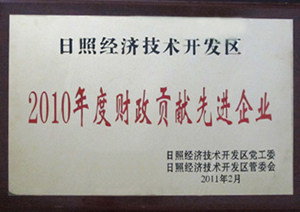 日照经济技术开发区
2010年度财政贡献先进企业
日照经济技术开发区党工委
日照经济技术开发区管委会
2011年2月